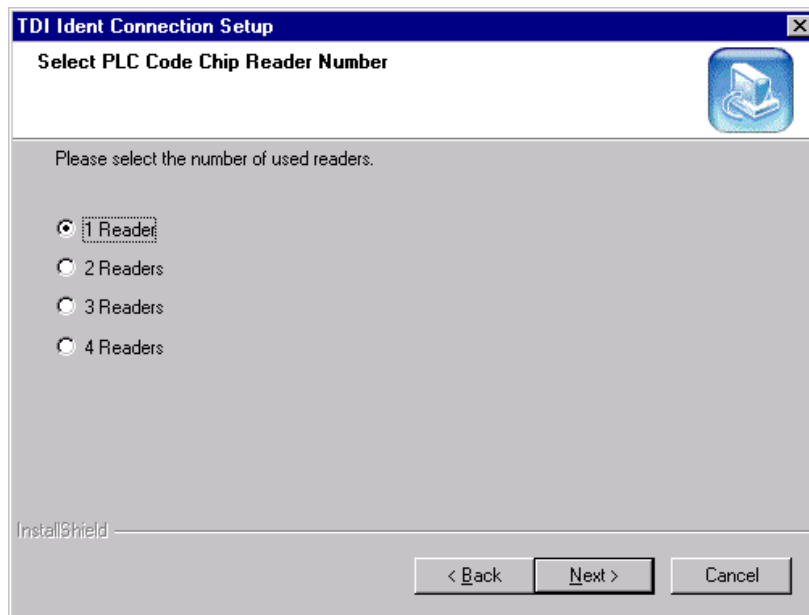 TDI Ident Connection Setup
Select PLC Code Chip Reader Number
Please select the number of used readers.
1 Reader
2 Readers
3 Readers
4 Readers
InstallShield
< Back Next > Cancel